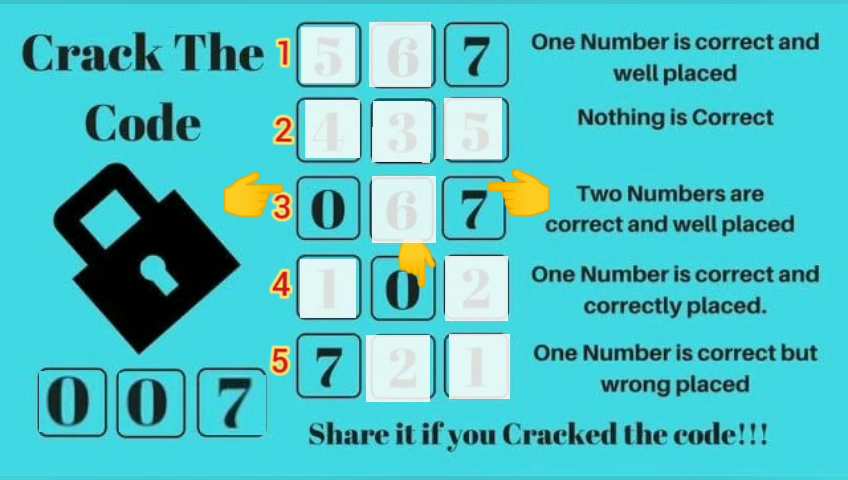 Crack The
Code
1 5 6 7 One Number is correct and
well placed
2 4 3 5 Nothing is Correct
3 0 6 7 Two Numbers are
correct and well placed
4 1 0 2 One Number is correct and
correctly placed.
5 7 2 1 One Number is correct but
wrong placed
0 0 7
Share it if you Cracked the code!!!